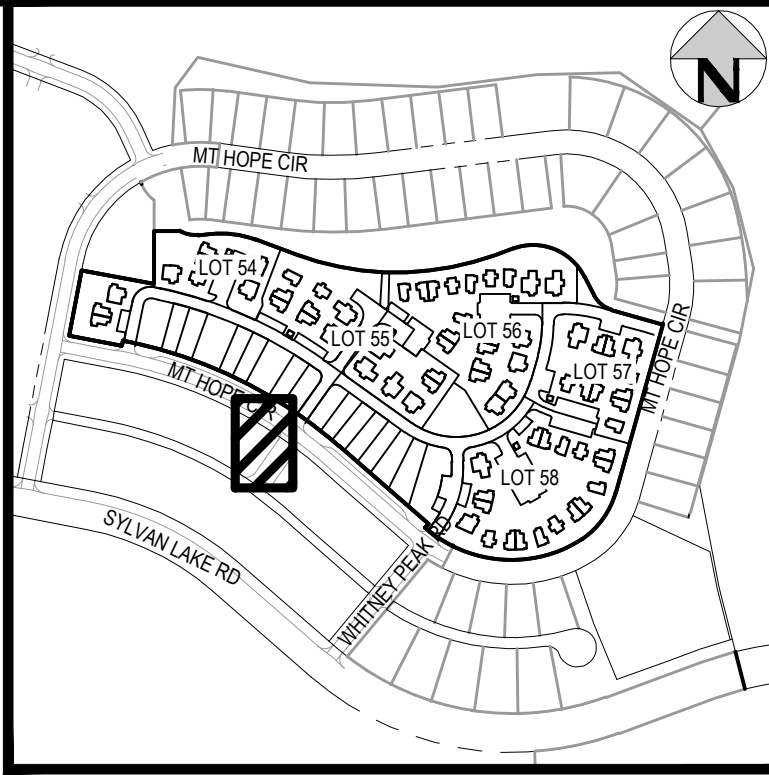 N
MT HOPE CIR
LOT 54
LOT 55
LOT 56
LOT 57
MT HOPE CIR
MT HOPE CIR
LOT 58
SYLVAN LAKE RD
WHITNEY PEAK RD